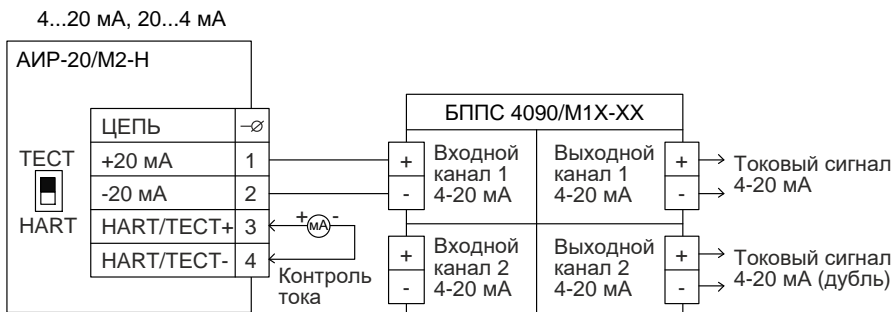 4...20 мА, 20...4 мА
АИР-20/М2-Н
БППС 4090/М1Х-ХХ
ЦЕПЬ
ТЕСТ
HART
+20 мА 1
-20 мА 2
HART/ТЕСТ+ 3
HART/ТЕСТ- 4
+ мА -
Контроль
тока
+
-
Входной
канал 1
4-20 мА
Выходной
канал 1
4-20 мА
+
-
Токовый сигнал
4-20 мА
+
-
Входной
канал 2
4-20 мА
Выходной
канал 2
4-20 мА
+
-
Токовый сигнал
4-20 мА (дубль)